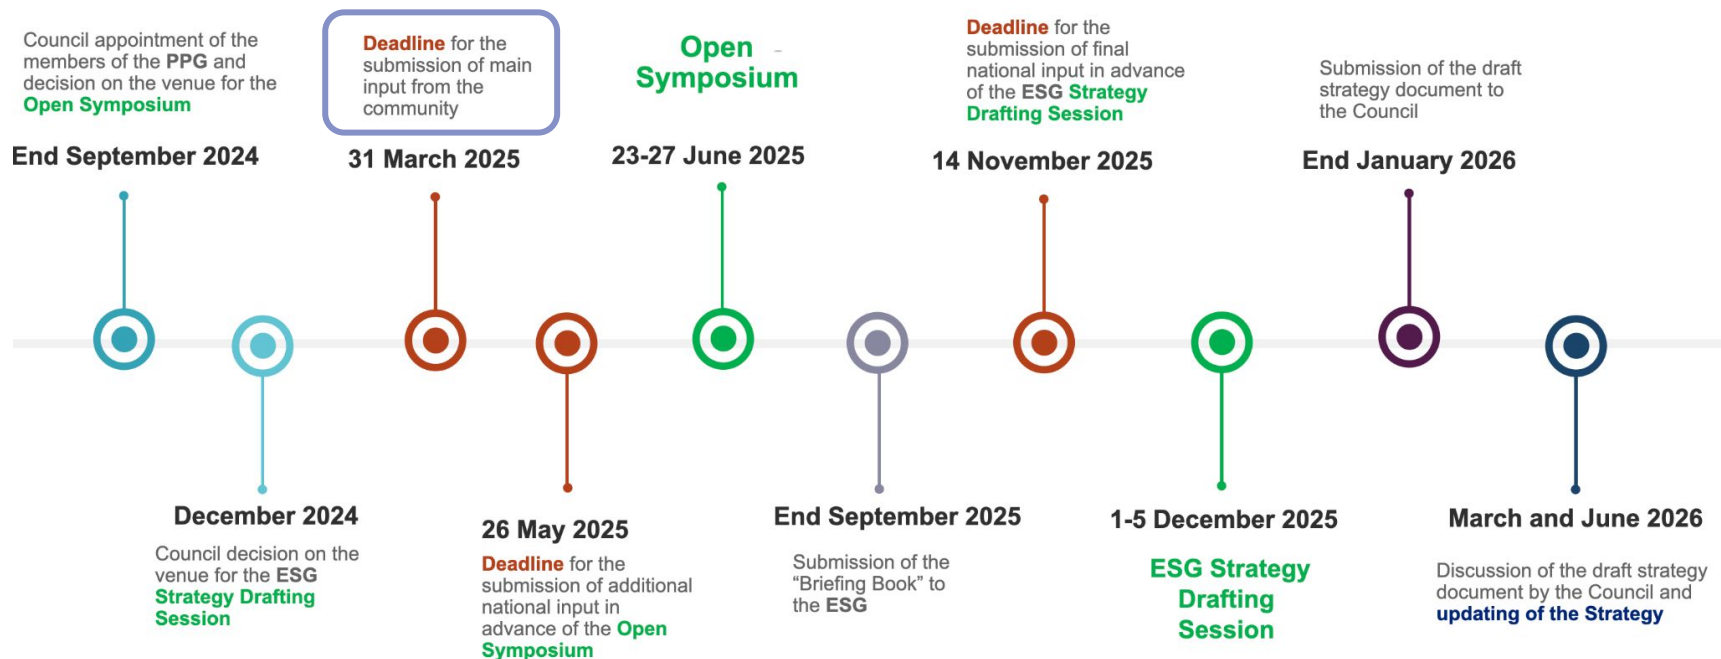 Council appointment of the
members of the PPG and
decision on the venue for the
Open Symposium
End September 2024
Deadline for the
submission of main
input from the
community
31 March 2025
Open
Symposium
23-27 June 2025
Deadline for the
submission of final
national input in advance
of the ESG Strategy
Drafting Session
14 November 2025
Submission of the draft
strategy document to
the Council
End January 2026
December 2024
Council decision on the
venue for the ESG
Strategy Drafting
Session
26 May 2025
Deadline for the
submission of additional
national input in
advance of the Open
Symposium
End September 2025
Submission of the
“Briefing Book” to
the ESG
1-5 December 2025
ESG Strategy
Drafting
Session
March and June 2026
Discussion of the draft strategy
document by the Council and
updating of the Strategy